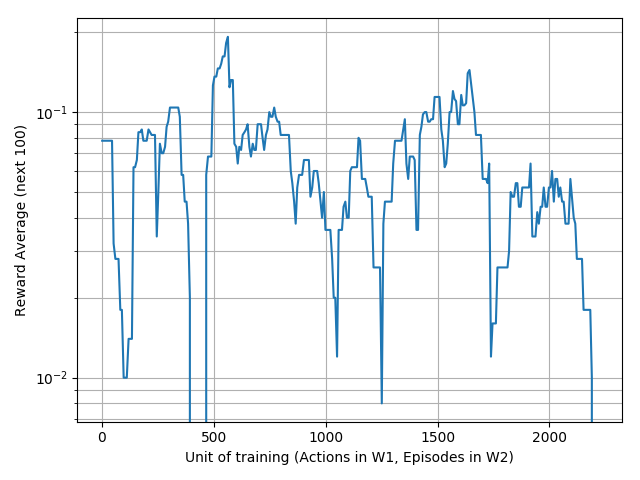 Reward Average (next 100)
10⁻¹
10⁻²
0 500 1000 1500 2000
Unit of training (Actions in W1, Episodes in W2)